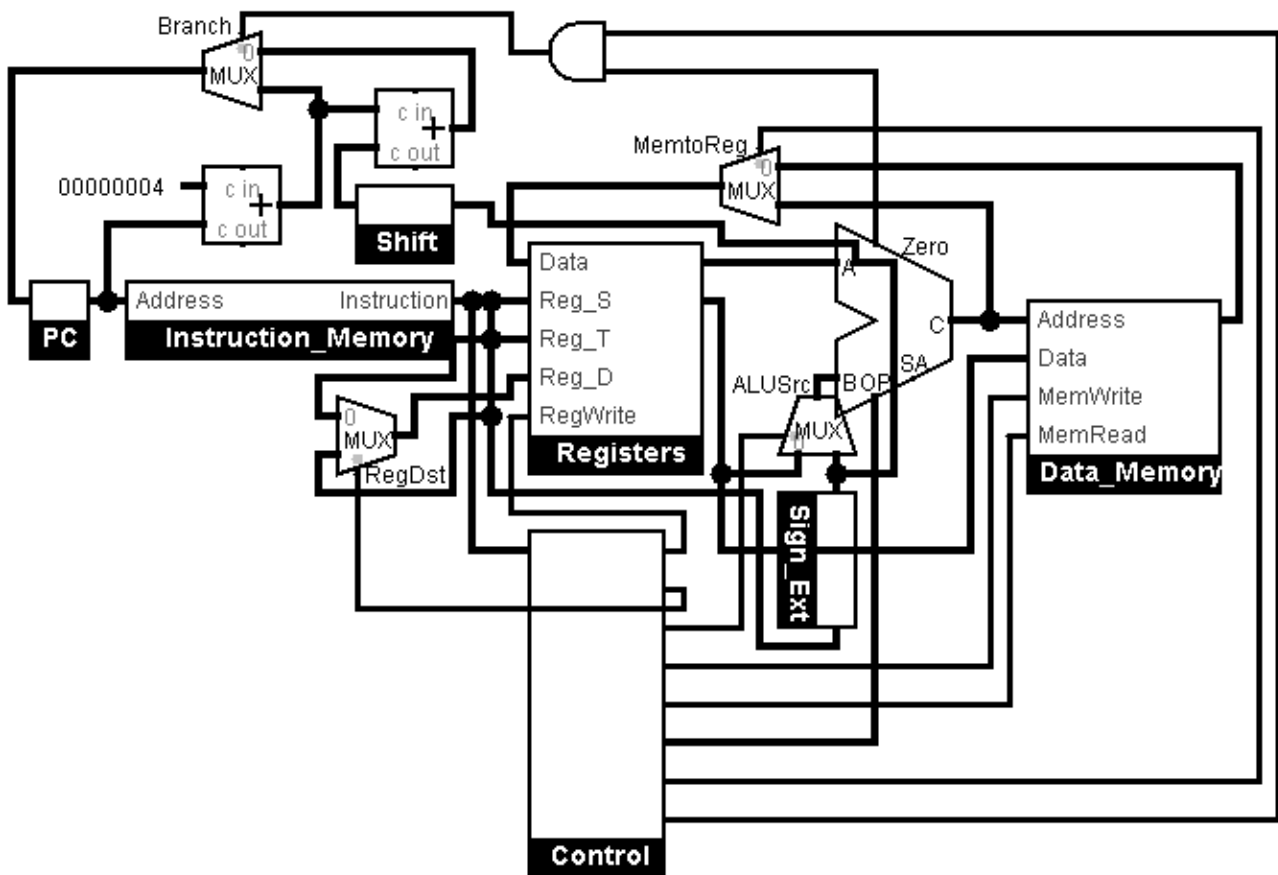 Branch
0
MUX
c in
+
c out
MemtoReg
0
MUX
00000004
c in
+
c out
Shift
Zero
Data
A
Address
Instruction
Reg_S
Address
PC
Instruction_Memory
C
Reg_T
Data
SA
Reg_D
ALUSrc
B
OP
MemWrite
0
RegWrite
MUX
MUX
0
MemRead
Registers
RegDst
Data_Memory
Sign_Ext
Control